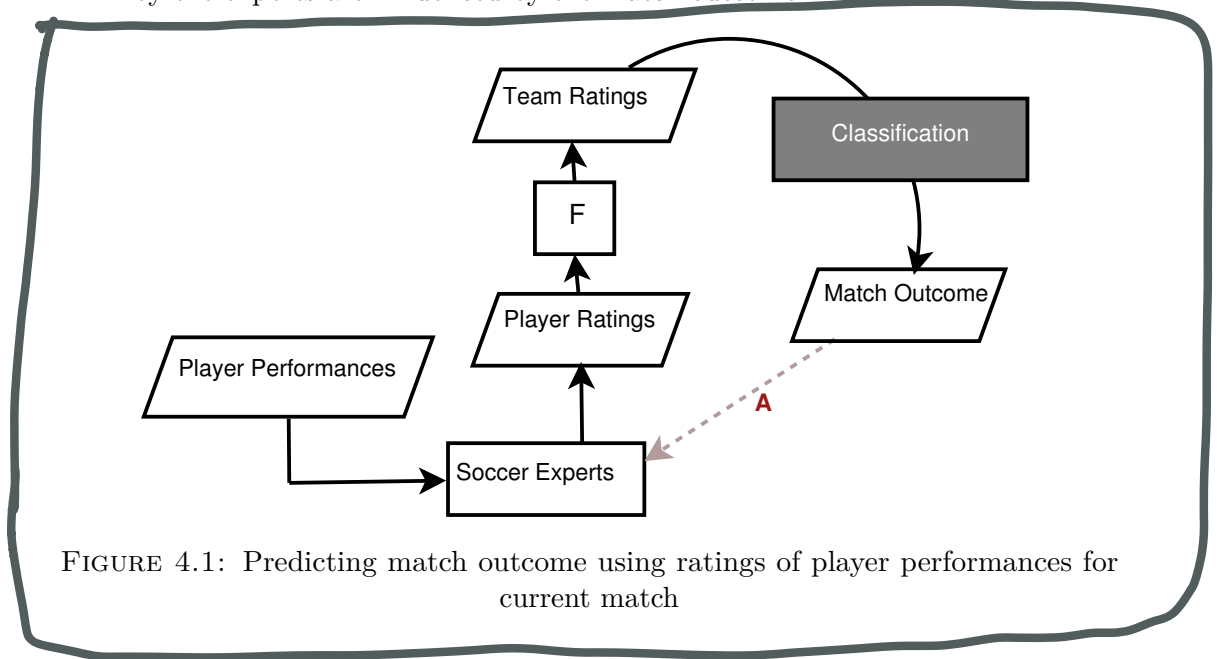 Team Ratings
Classification
F
Match Outcome
Player Ratings
Player Performances
A
Soccer Experts
FIGURE 4.1: Predicting match outcome using ratings of player performances for
current match